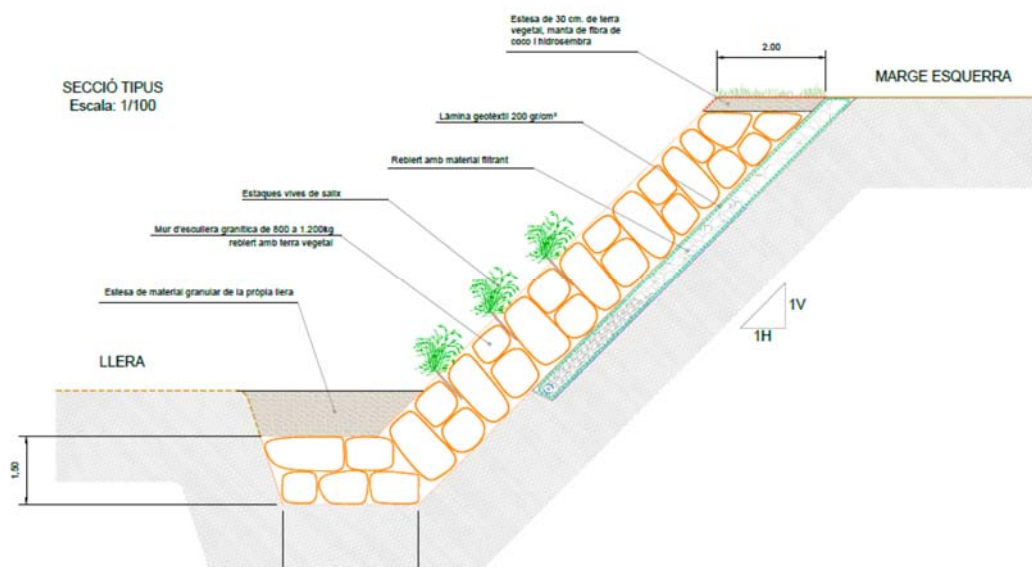 Estesa de 30 cm. de terra
vegetal, manta de fibra de
coco i hidrosembra
2.00
MARGE ESQUERRA
SECCIÓ TIPUS
Escala: 1/100
Làmina geotèxtil 200 gr/cm²
Reblert amb material filtrant
Estaques vives de salix
Mur d'escullera granítica de 800 a 1.200kg
reblert amb terra vegetal
Estesa de material granular de la pròpia llera
1V
1H
LLERA
1,50